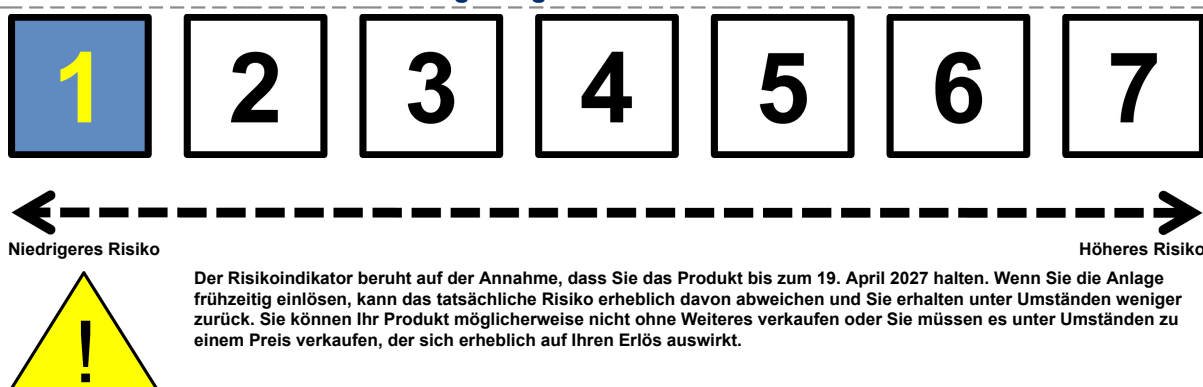 1 2 3 4 5 6 7
Niedrigeres Risiko Höheres Risiko
Der Risikoindikator beruht auf der Annahme, dass Sie das Produkt bis zum 19. April 2027 halten. Wenn Sie die Anlage
frühzeitig einlösen, kann das tatsächliche Risiko erheblich davon abweichen und Sie erhalten unter Umständen weniger
zurück. Sie können Ihr Produkt möglicherweise nicht ohne Weiteres verkaufen oder Sie müssen es unter Umständen zu
einem Preis verkaufen, der sich erheblich auf Ihren Erlös auswirkt.
!